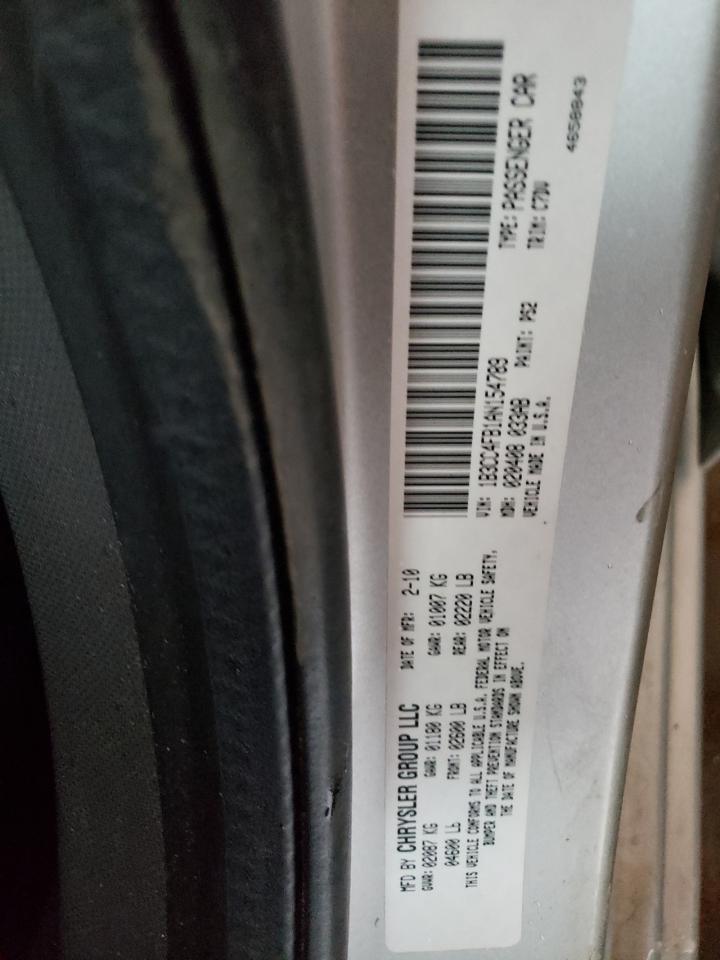 MFD BY CHRYSLER GROUP LLC DATE OF MFR: 2-10
GVWR: 02087 KG GAWR: 01180 KG GAWR: 01007 KG
04600 LB FRONT: 02600 LB REAR: 02220 LB
THIS VEHICLE CONFORMS TO ALL APPLICABLE U.S.A. FEDERAL MOTOR VEHICLE SAFETY,
BUMPER AND THEFT PREVENTION STANDARDS IN EFFECT ON
THE DATE OF MANUFACTURE SHOWN ABOVE.
VIN: 1B3CC4FB1AN154789 TYPE: PASSENGER CAR
MDH: 020408 033AB PAINT: PS2 TRIM: C7DV
VEHICLE MADE IN U.S.A.
46580843